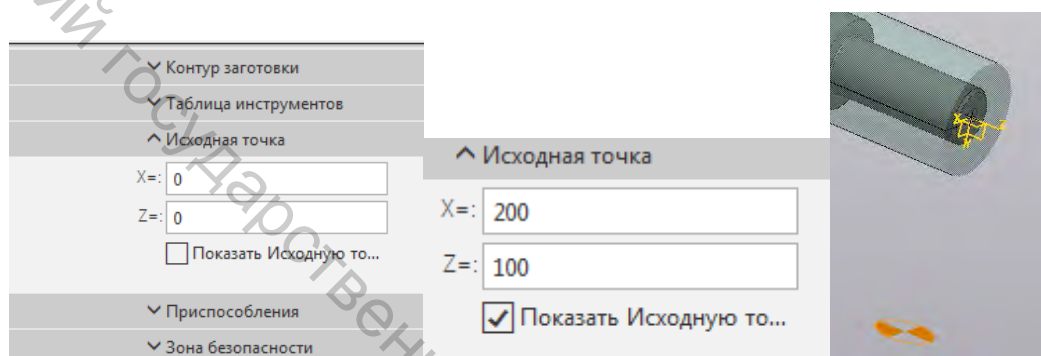 Контур заготовки
Таблица инструментов
Исходная точка
X=: 0
Z=: 0
Показать Исходную то...
Приспособления
Зона безопасности
Исходная точка
X=: 200
Z=: 100
Показать Исходную то...
X
Z